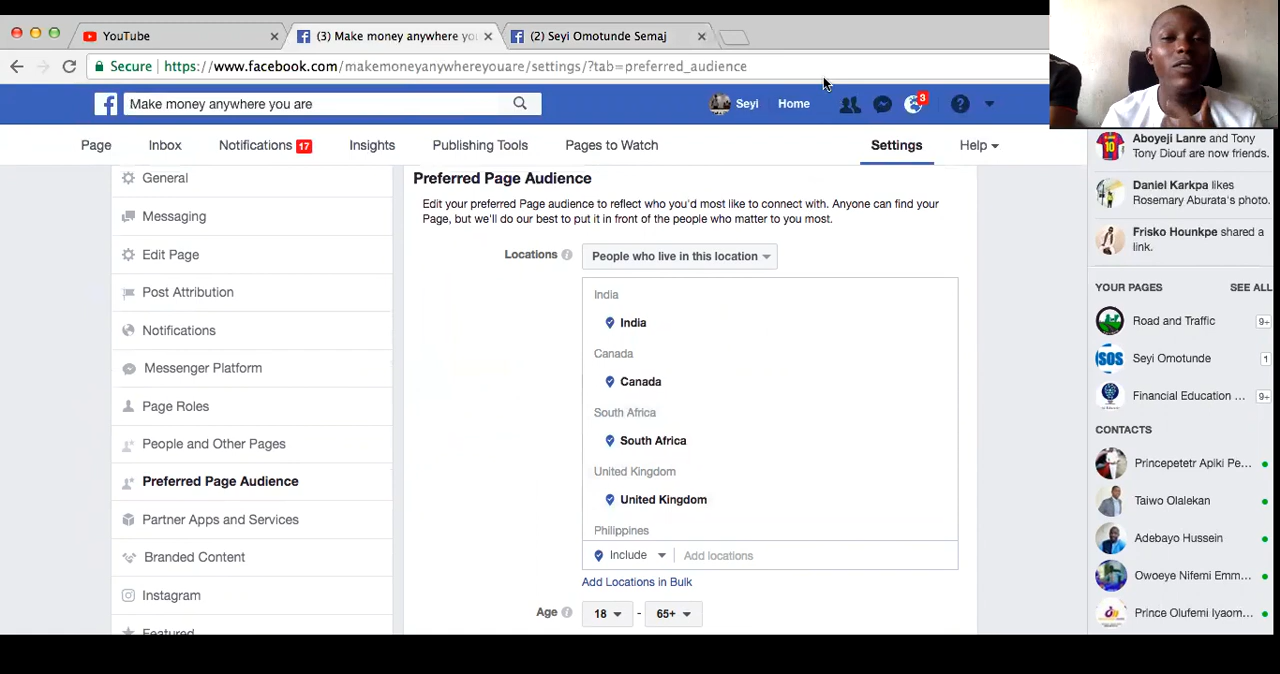 YouTube
(3) Make money anywhere you
(2) Seyi Omotunde Semaj
Secure
https://www.facebook.com/makemoneyanywhereyouare/settings/?tab=preferred_audience
Make money anywhere you are
Seyi
Home
3
Page
Inbox
Notifications 17
Insights
Publishing Tools
Pages to Watch
Settings
Help
General
Messaging
Edit Page
Post Attribution
Notifications
Messenger Platform
Page Roles
People and Other Pages
Preferred Page Audience
Partner Apps and Services
Branded Content
Instagram
Featured
Preferred Page Audience
Edit your preferred Page audience to reflect who you'd most like to connect with. Anyone can find your
Page, but we'll do our best to put it in front of the people who matter to you most.
Locations
People who live in this location
India
India
Canada
Canada
South Africa
South Africa
United Kingdom
United Kingdom
Philippines
Include
Add locations
Add Locations in Bulk
Age
18 - 65+
Aboyeji Lanre and Tony
Tony Diouf are now friends.
Daniel Karkpa likes
Rosemary Aburata's photo.
Frisko Hounkpe shared a
link.
YOUR PAGES
SEE ALL
Road and Traffic
9+
SOS
Seyi Omotunde
1
Financial Education ...
9+
CONTACTS
Princepetetr Apiki Pe...
Taiwo Olalekan
Adebayo Hussein
Owoeye Nifemi Emm...
Prince Olufemi Iyaom...